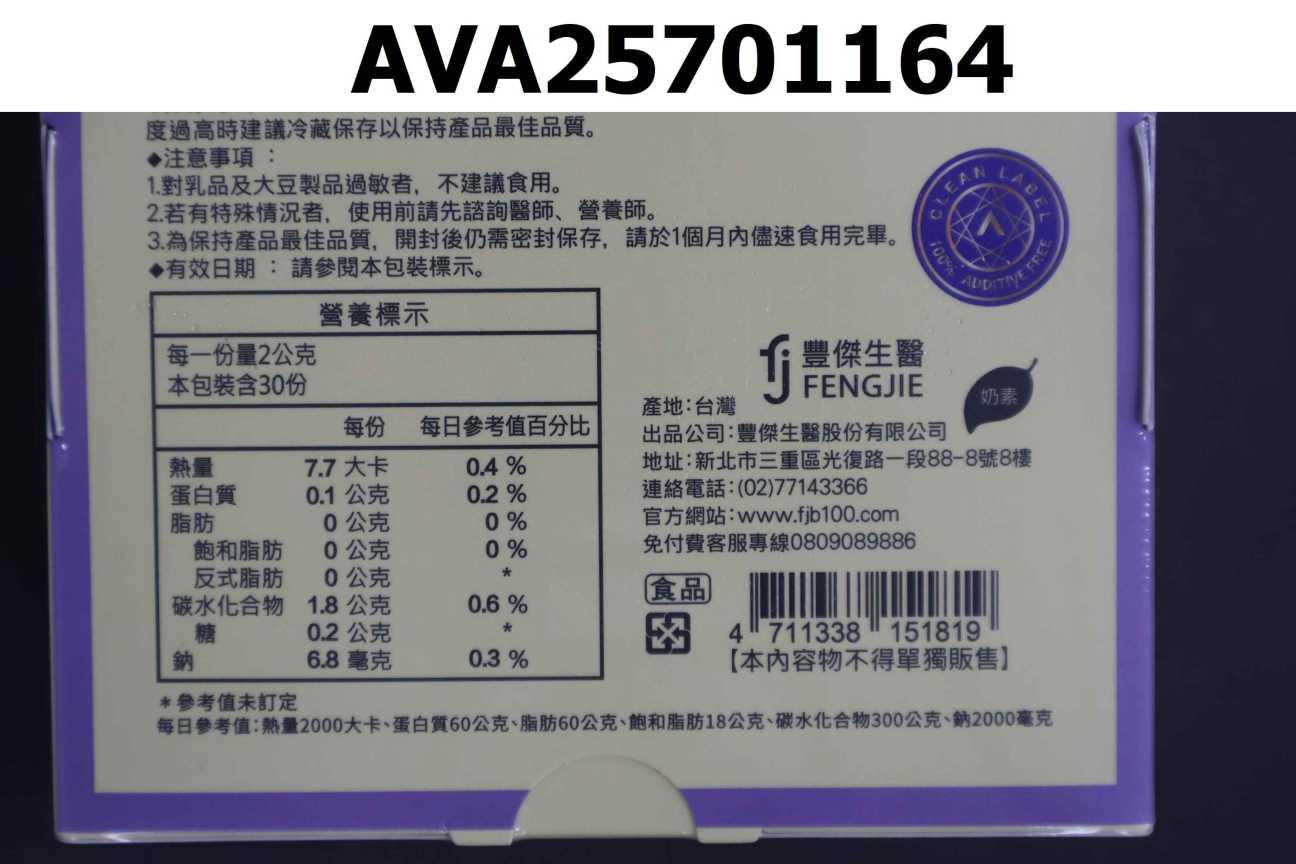 AVA25701164
度過高時建議冷藏保存以保持產品最佳品質。
◆注意事項：
1.對乳品及大豆製品過敏者，不建議食用。
2.若有特殊情況者，使用前請先諮詢醫師、營養師。
3.為保持產品最佳品質，開封後仍需密封保存，請於1個月內儘速食用完畢。
◆有效日期：請參閱本包裝標示。
CLEAN LABEL
100% ADDITIVE FREE
營養標示
每一份量2公克
本包裝含30份
每份 每日參考值百分比
熱量 7.7 大卡 0.4 %
蛋白質 0.1 公克 0.2 %
脂肪 0 公克 0 %
飽和脂肪 0 公克 0 %
反式脂肪 0 公克 *
碳水化合物 1.8 公克 0.6 %
糖 0.2 公克 *
鈉 6.8 毫克 0.3 %
*參考值未訂定
每日參考值:熱量2000大卡、蛋白質60公克、脂肪60公克、飽和脂肪18公克、碳水化合物300公克、鈉2000毫克
fj 豐傑生醫
FENGJIE
奶素
產地:台灣
出品公司:豐傑生醫股份有限公司
地址:新北市三重區光復路一段88-8號8樓
連絡電話:(02)77143366
官方網站:www.fjb100.com
免付費客服專線0809089886
食品
4 711338 151819
【本內容物不得單獨販售】